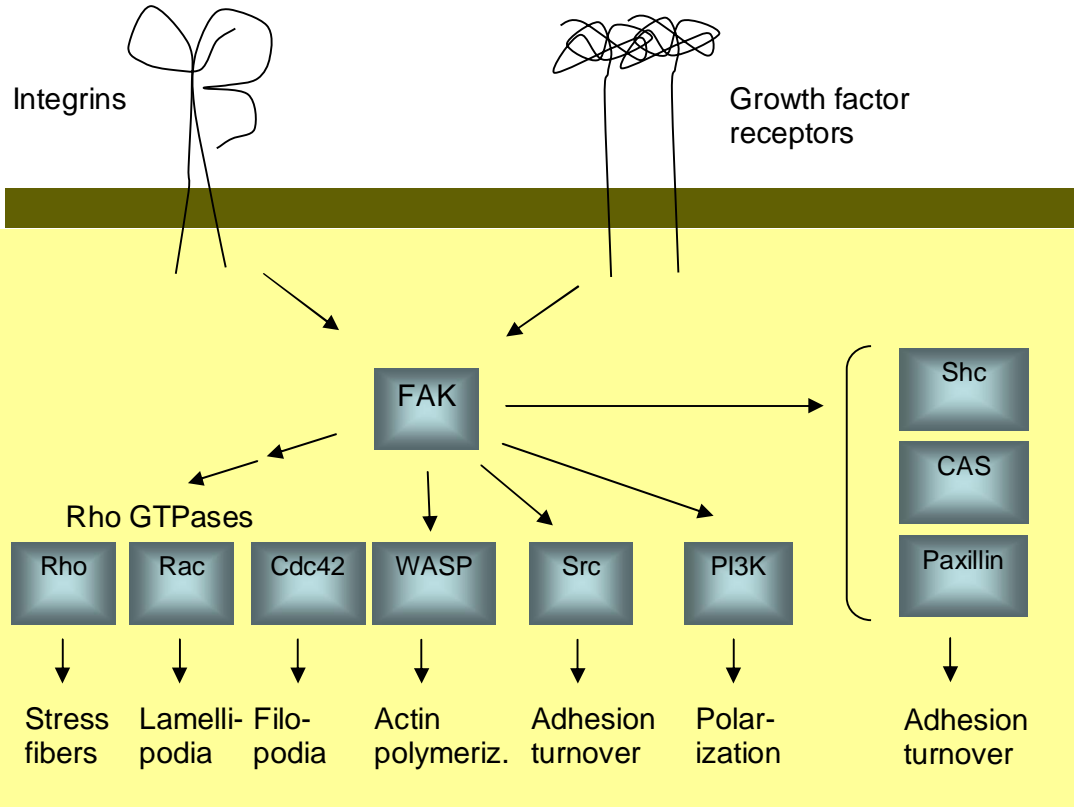 Integrins
Growth factor
receptors
FAK
Shc
CAS
Paxillin
Rho GTPases
Rho
Rac
Cdc42
WASP
Src
PI3K
Stress
fibers
Lamelli-
podia
Filo-
podia
Actin
polymeriz.
Adhesion
turnover
Polar-
ization
Adhesion
turnover